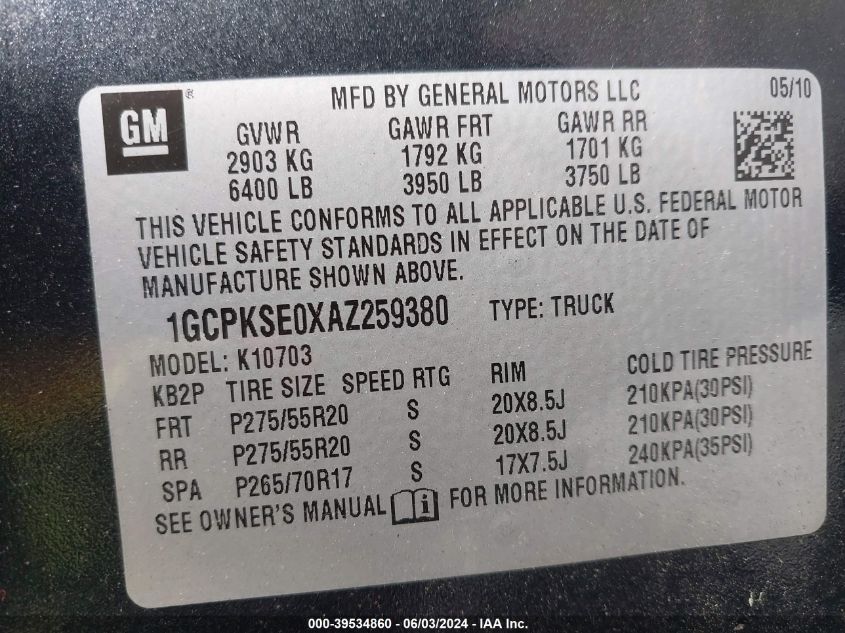 GM ® MFD BY GENERAL MOTORS LLC 05/10
GVWR GAWR FRT GAWR RR
2903 KG 1792 KG 1701 KG
6400 LB 3950 LB 3750 LB
THIS VEHICLE CONFORMS TO ALL APPLICABLE U.S. FEDERAL MOTOR
VEHICLE SAFETY STANDARDS IN EFFECT ON THE DATE OF
MANUFACTURE SHOWN ABOVE.
1GCPKSE0XAZ259380 TYPE: TRUCK
MODEL: K10703
KB2P TIRE SIZE SPEED RTG RIM COLD TIRE PRESSURE
FRT P275/55R20 S 20X8.5J 210KPA(30PSI)
RR P275/55R20 S 20X8.5J 210KPA(30PSI)
SPA P265/70R17 S 17X7.5J 240KPA(35PSI)
SEE OWNER'S MANUAL i FOR MORE INFORMATION.
000-39534860 - 06/03/2024 - IAA Inc.